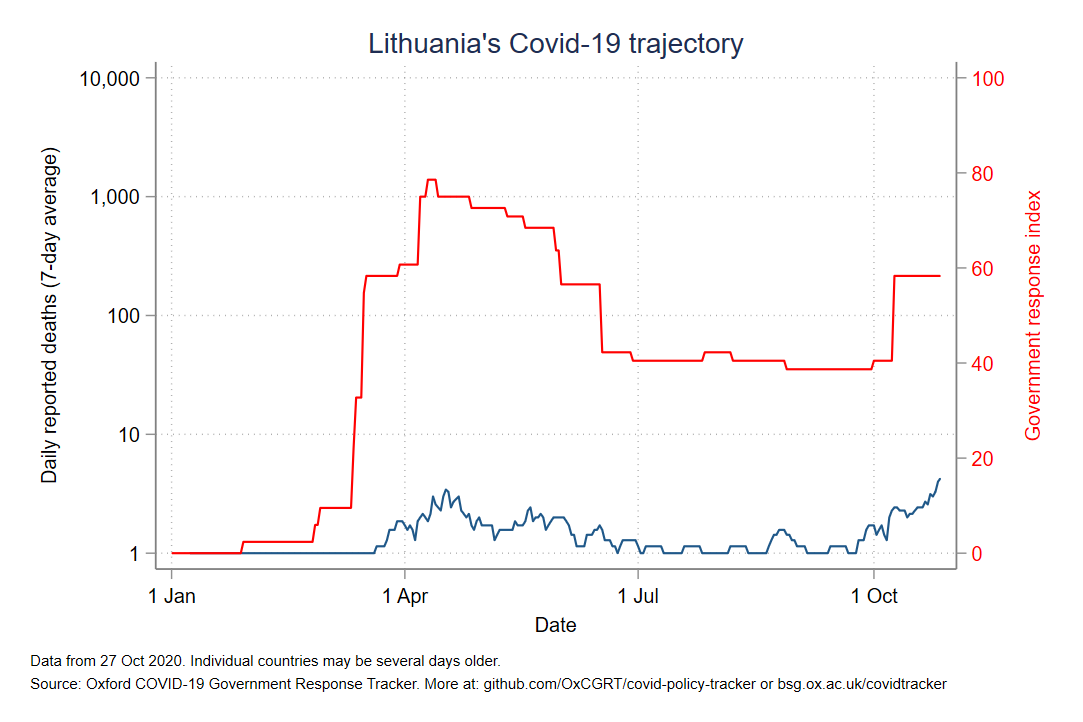 Lithuania's Covid-19 trajectory
10,000
1,000
100
10
1
Daily reported deaths (7-day average)
100
80
60
40
20
0
Government response index
1 Jan
1 Apr
1 Jul
1 Oct
Date
Data from 27 Oct 2020. Individual countries may be several days older.
Source: Oxford COVID-19 Government Response Tracker. More at: github.com/OxCGRT/covid-policy-tracker or bsg.ox.ac.uk/covidtracker